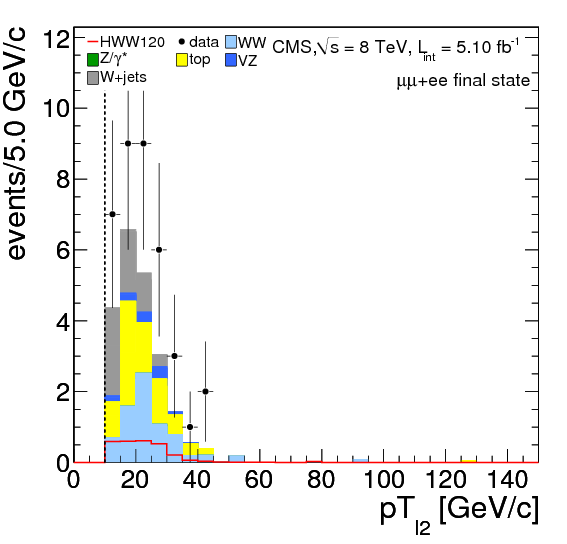 HWW120
data
WW
Z/γ*
top
VZ
W+jets
CMS,√s = 8 TeV, L_int = 5.10 fb⁻¹
μμ+ee final state
events/5.0 GeV/c
12
10
8
6
4
2
0
0 20 40 60 80 100 120 140
pT_l2 [GeV/c]